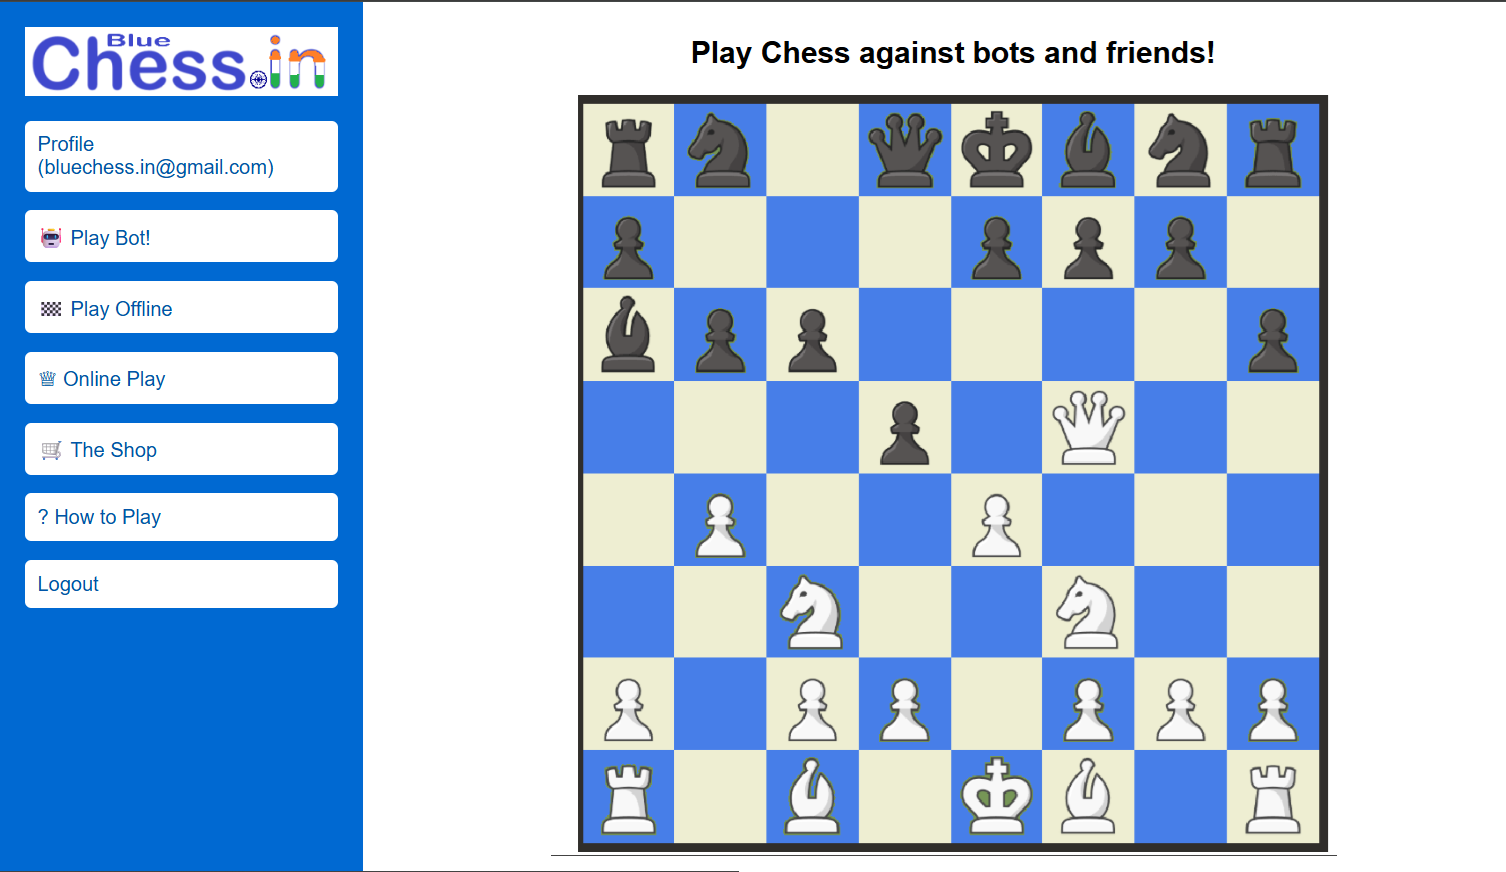 Blue
Chess.in
Profile
(bluechess.in@gmail.com)
Play Bot!
Play Offline
Online Play
The Shop
? How to Play
Logout
Play Chess against bots and friends!